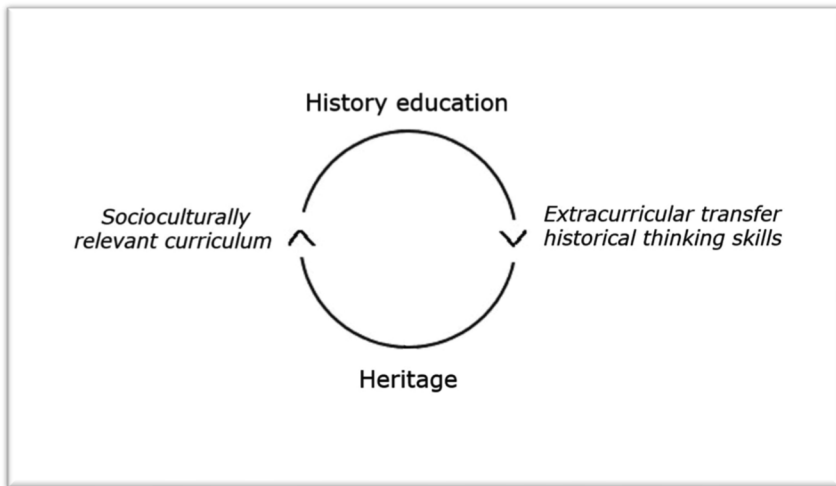 History education
Socioculturally
relevant curriculum
Extracurricular transfer
historical thinking skills
Heritage